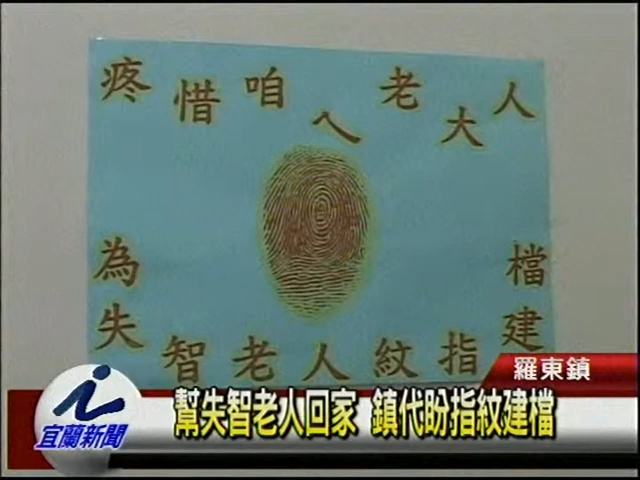 疼惜咱ㄟ老大人
為失智老人紋指建檔
羅東鎮
幫失智老人回家 鎮代盼指紋建檔
宜蘭新聞